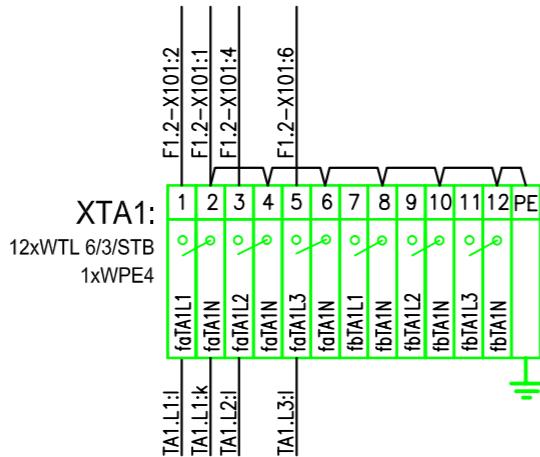 F1.2-X101:2
F1.2-X101:1
F1.2-X101:4
F1.2-X101:6
XTA1:
12xWTL 6/3/STB
1xWPE4
1 2 3 4 5 6 7 8 9 10 11 12 PE
faTA1L1
faTA1N
faTA1L2
faTA1N
faTA1L3
faTA1N
fbTA1L1
fbTA1N
fbTA1L2
fbTA1N
fbTA1L3
fbTA1N
TA1.L1:l
TA1.L1:k
TA1.L2:l
TA1.L3:l